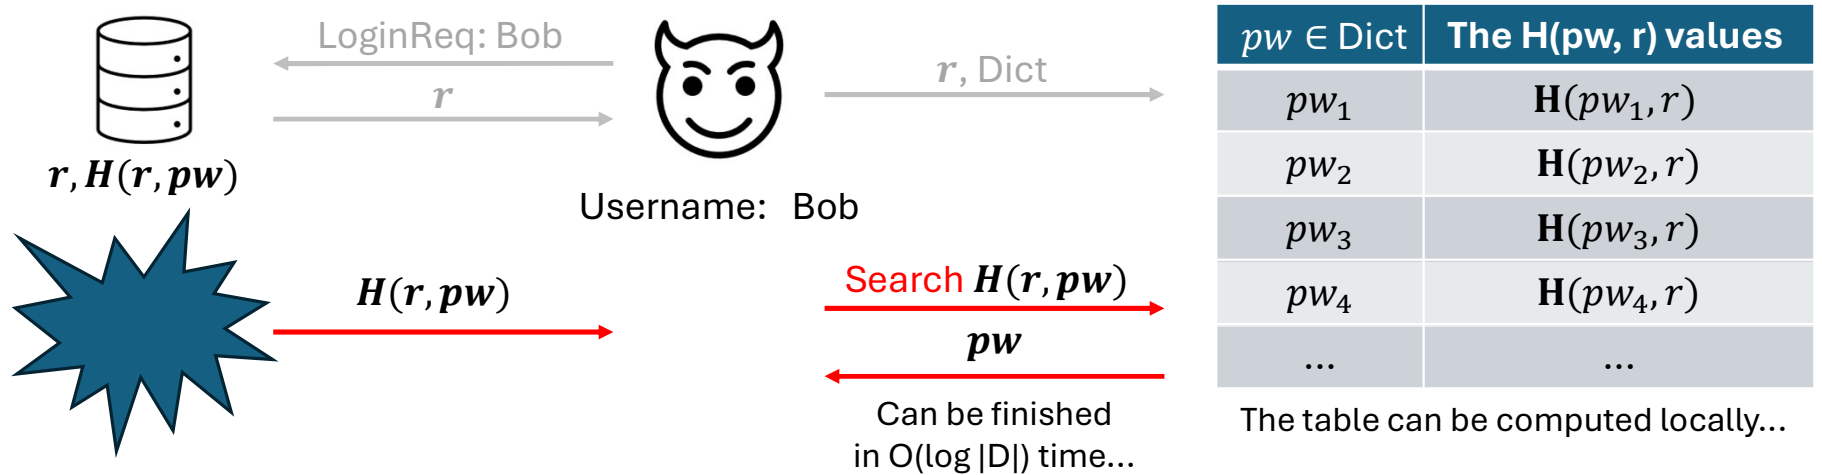 LoginReq: Bob
r
r, H(r, pw)
Username: Bob
r, Dict
H(r, pw)
Search H(r, pw)
pw
Can be finished
in O(log |D|) time...
pw ∈ Dict The H(pw, r) values
pw₁ H(pw₁, r)
pw₂ H(pw₂, r)
pw₃ H(pw₃, r)
pw₄ H(pw₄, r)
... ...
The table can be computed locally...